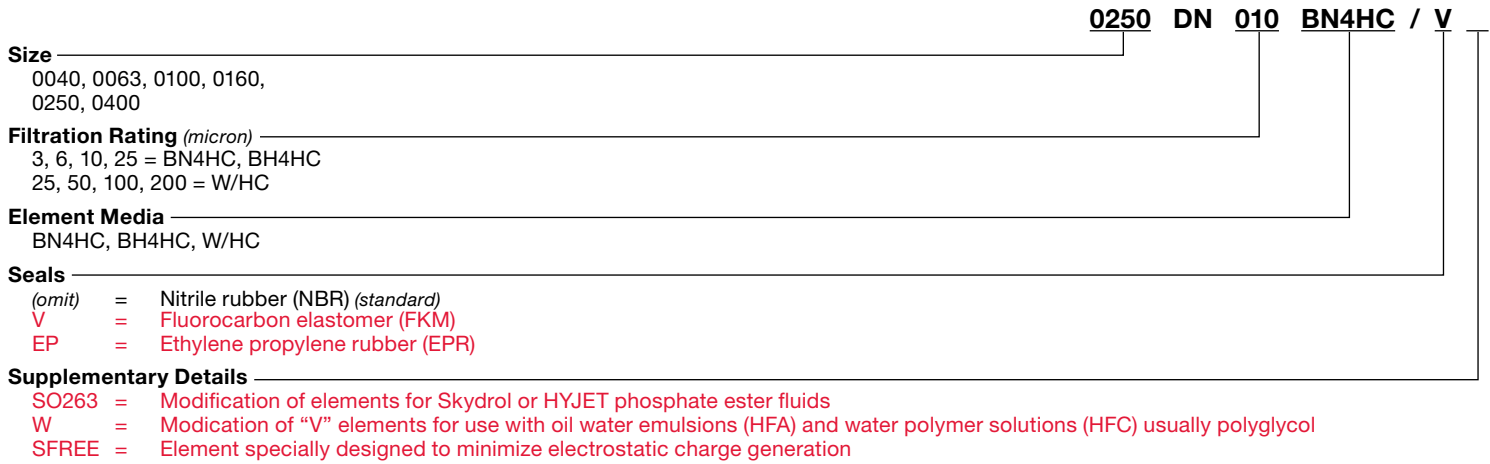 0250 DN 010 BN4HC / V _
Size
0040, 0063, 0100, 0160,
0250, 0400
Filtration Rating (micron)
3, 6, 10, 25 = BN4HC, BH4HC
25, 50, 100, 200 = W/HC
Element Media
BN4HC, BH4HC, W/HC
Seals
(omit) = Nitrile rubber (NBR) (standard)
V = Fluorocarbon elastomer (FKM)
EP = Ethylene propylene rubber (EPR)
Supplementary Details
SO263 = Modification of elements for Skydrol or HYJET phosphate ester fluids
W = Modication of “V” elements for use with oil water emulsions (HFA) and water polymer solutions (HFC) usually polyglycol
SFREE = Element specially designed to minimize electrostatic charge generation